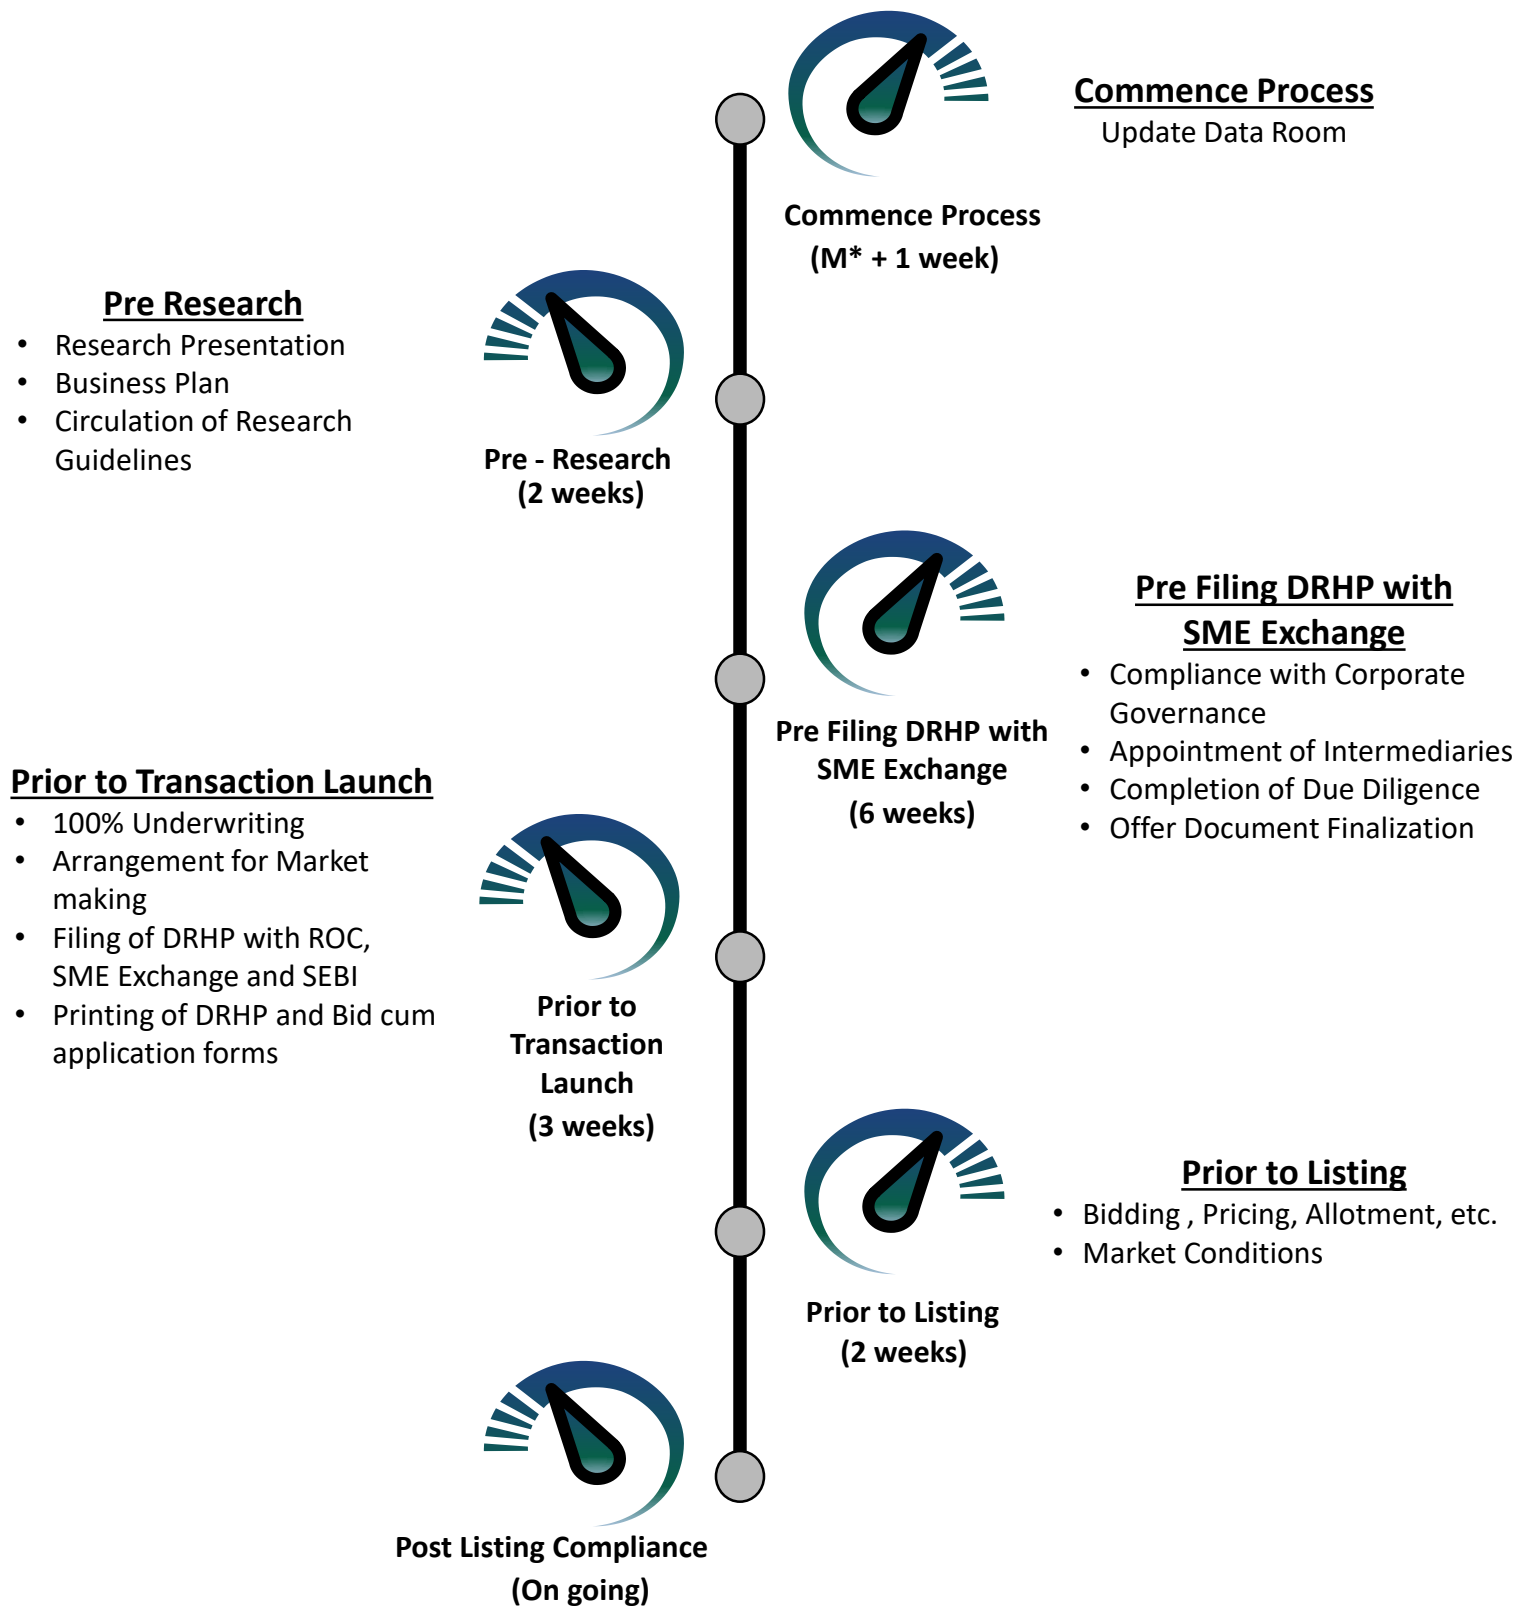 Commence Process
Update Data Room
Commence Process
(M* + 1 week)
Pre Research
• Research Presentation
• Business Plan
• Circulation of Research
Guidelines
Pre - Research
(2 weeks)
Pre Filing DRHP with
SME Exchange
• Compliance with Corporate
Governance
• Appointment of Intermediaries
• Completion of Due Diligence
• Offer Document Finalization
Pre Filing DRHP with
SME Exchange
(6 weeks)
Prior to Transaction Launch
• 100% Underwriting
• Arrangement for Market
making
• Filing of DRHP with ROC,
SME Exchange and SEBI
• Printing of DRHP and Bid cum
application forms
Prior to
Transaction
Launch
(3 weeks)
Prior to Listing
• Bidding , Pricing, Allotment, etc.
• Market Conditions
Prior to Listing
(2 weeks)
Post Listing Compliance
(On going)